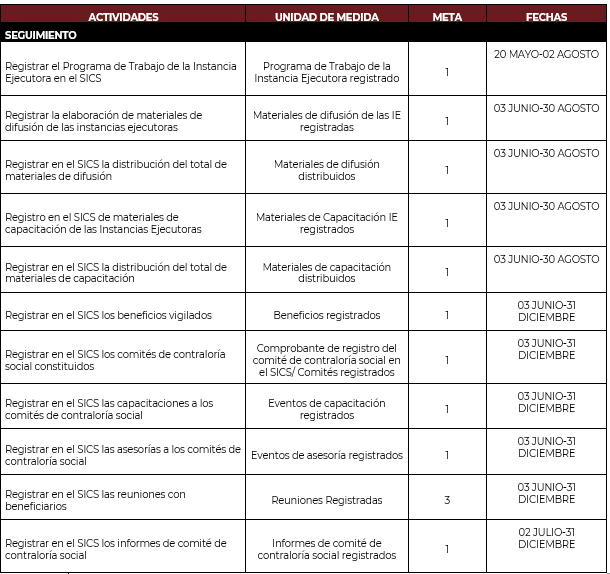 ACTIVIDADES UNIDAD DE MEDIDA META FECHAS
SEGUIMIENTO
Registrar el Programa de Trabajo de la Instancia
Ejecutora en el SICS
Programa de Trabajo de la
Instancia Ejecutora registrado
1
20 MAYO-02 AGOSTO
Registrar la elaboración de materiales de
difusión de las instancias ejecutoras
Materiales de difusión de las IE
registradas
1
03 JUNIO-30 AGOSTO
Registrar en el SICS la distribución del total de
materiales de difusión
Materiales de difusión
distribuidos
1
03 JUNIO-30 AGOSTO
Registro en el SICS de materiales de
capacitación de las Instancias Ejecutoras
Materiales de Capacitación IE
registrados
1
03 JUNIO-30 AGOSTO
Registrar en el SICS la distribución del total de
materiales de capacitación
Materiales de capacitación
distribuidos
1
03 JUNIO-30 AGOSTO
Registrar en el SICS los beneficios vigilados
Beneficios registrados
1
03 JUNIO-31
DICIEMBRE
Registrar en el SICS los comités de contraloría
social constituidos
Comprobante de registro del
comité de contraloría social en
el SICS/ Comités registrados
1
03 JUNIO-31
DICIEMBRE
Registrar en el SICS las capacitaciones a los
comités de contraloría social
Eventos de capacitación
registrados
1
03 JUNIO-31
DICIEMBRE
Registrar en el SICS las asesorías a los comités de
contraloría social
Eventos de asesoría registrados
1
03 JUNIO-31
DICIEMBRE
Registrar en el SICS las reuniones con
beneficiarios
Reuniones Registradas
3
03 JUNIO-31
DICIEMBRE
Registrar en el SICS los informes de comité de
contraloría social
Informes de comité de
contraloría social registrados
1
02 JULIO-31
DICIEMBRE